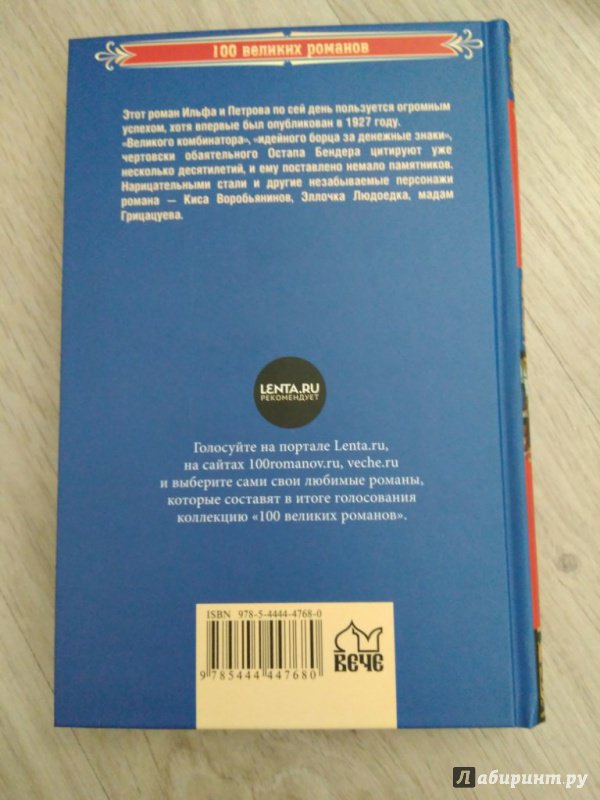 100 великих романов
Этот роман Ильфа и Петрова по сей день пользуется огромным
успехом, хотя впервые был опубликован в 1927 году.
«Великого комбинатора», «идейного борца за денежные знаки»,
чертовски обаятельного Остапа Бендера цитируют уже
несколько десятилетий, и ему поставлено немало памятников.
Нарицательными стали и другие незабываемые персонажи
романа — Киса Воробьянинов, Эллочка Людоедка, мадам
Грицацуева.
LENTA.RU
РЕКОМЕНДУЕТ
Голосуйте на портале Lenta.ru,
на сайтах 100romanov.ru, veche.ru
и выберите сами свои любимые романы,
которые составят в итоге голосования
коллекцию «100 великих романов».
ISBN 978-5-4444-4768-0
9 785444 447680
ВЕЧЕ
Лабиринт.ру